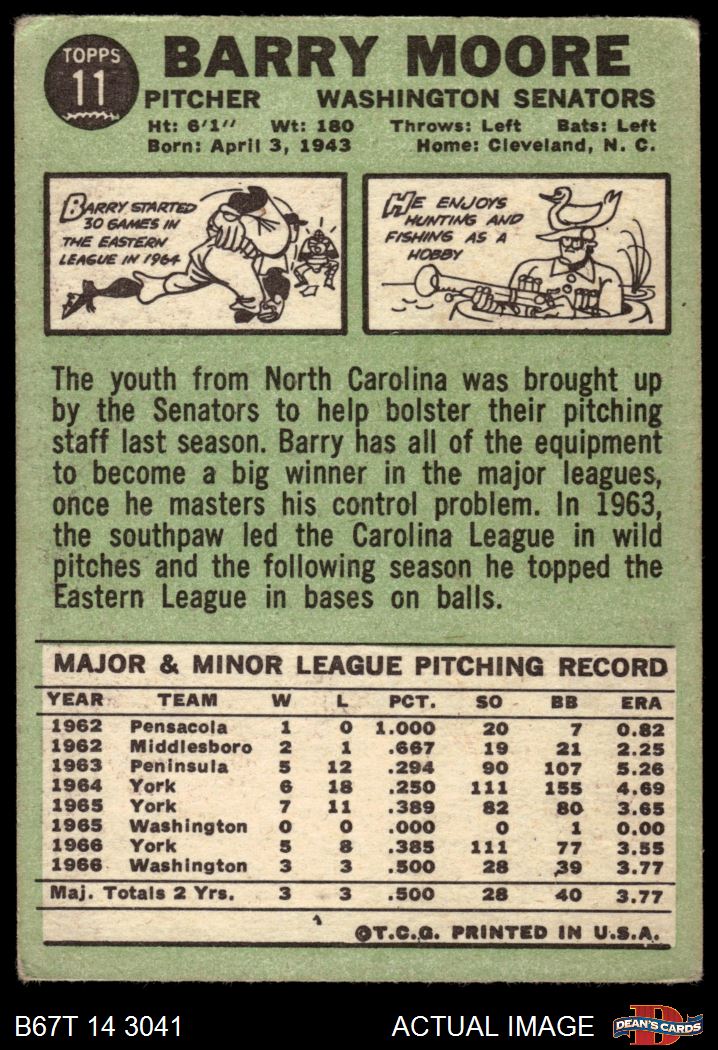 TOPPS
11
BARRY MOORE
PITCHER WASHINGTON SENATORS
Ht: 6'1" Wt: 180 Throws: Left Bats: Left
Born: April 3, 1943 Home: Cleveland, N. C.
BARRY STARTED
30 GAMES IN
THE EASTERN
LEAGUE IN 1964
HE ENJOYS
HUNTING AND
FISHING AS A
HOBBY
The youth from North Carolina was brought up
by the Senators to help bolster their pitching
staff last season. Barry has all of the equipment
to become a big winner in the major leagues,
once he masters his control problem. In 1963,
the southpaw led the Carolina League in wild
pitches and the following season he topped the
Eastern League in bases on balls.
MAJOR & MINOR LEAGUE PITCHING RECORD
YEAR TEAM W L PCT. SO BB ERA
1962 Pensacola 1 0 1.000 20 7 0.82
1962 Middlesboro 2 1 .667 19 21 2.25
1963 Peninsula 5 12 .294 90 107 5.26
1964 York 6 18 .250 111 155 4.69
1965 York 7 11 .389 82 80 3.65
1965 Washington 0 0 .000 0 1 0.00
1966 York 5 8 .385 111 77 3.55
1966 Washington 3 3 .500 28 39 3.77
Maj. Totals 2 Yrs. 3 3 .500 28 40 3.77
©T.C.G. PRINTED IN U.S.A.
B67T 14 3041 ACTUAL IMAGE DEAN'S CARDS